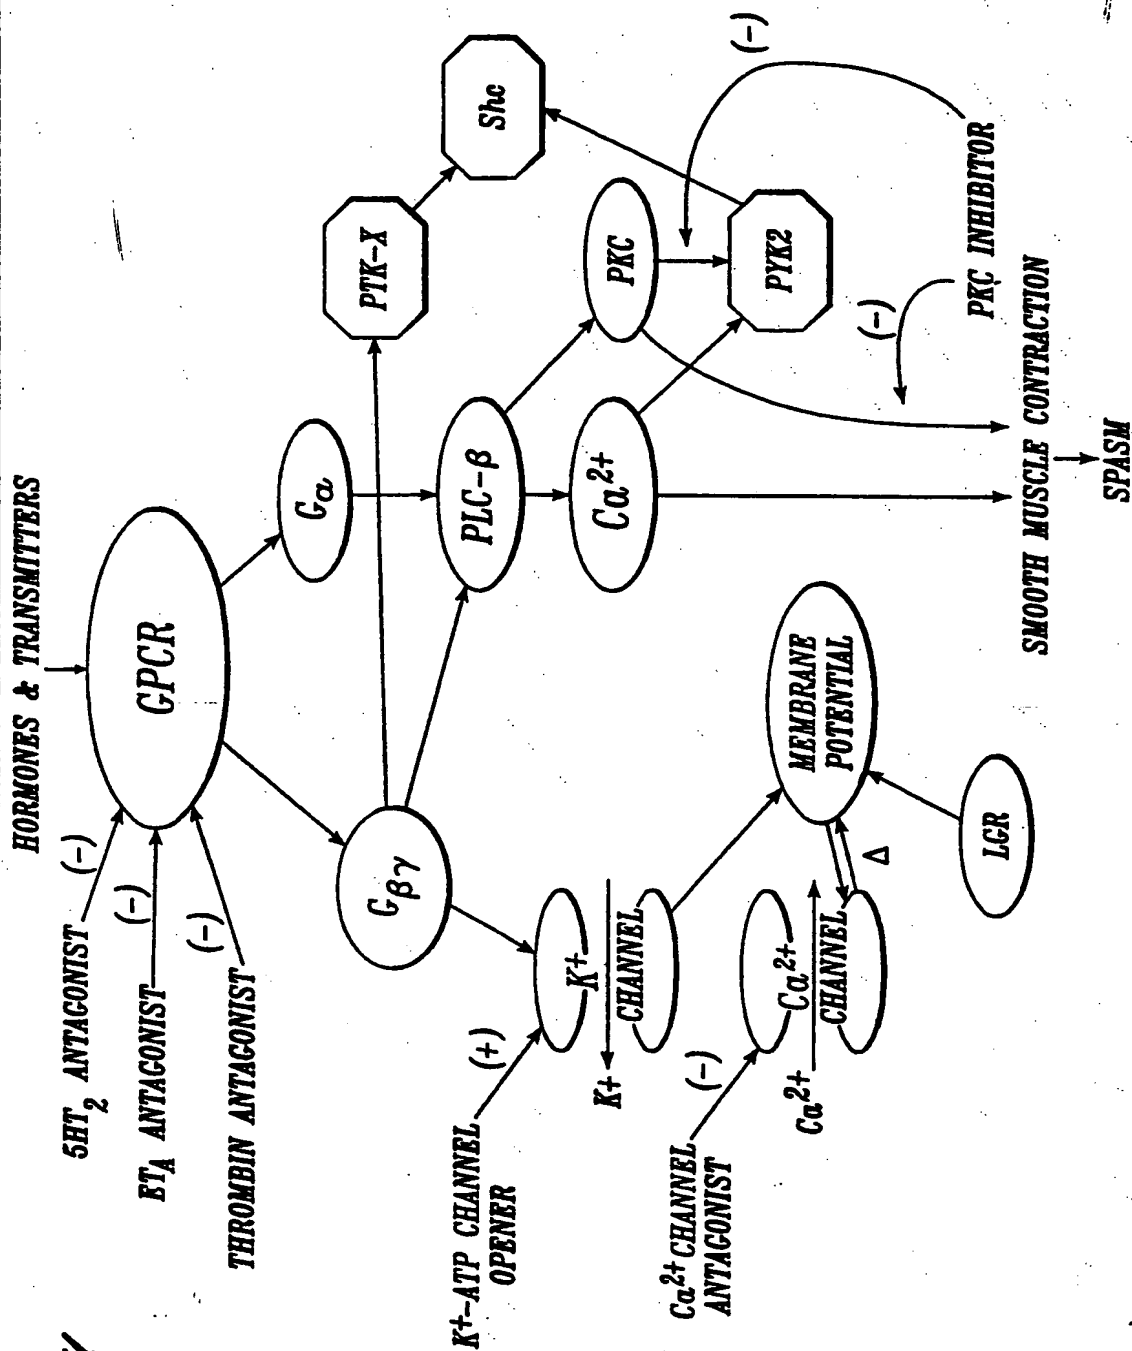 HORMONES & TRANSMITTERS
5HT2 ANTAGONIST
(-)
ETA ANTAGONIST
(-)
THROMBIN ANTAGONIST
(-)
GPCR
Gα
Gβγ
PTK-X
Shc
PLC-β
K+-ATP CHANNEL
OPENER
(+)
K+
K+
CHANNEL
Ca2+
PKC
(-)
PYK2
Ca2+ CHANNEL
ANTAGONIST
(-)
Ca2+
Ca2+
CHANNEL
Δ
MEMBRANE
POTENTIAL
LGR
(-)
PKC INHIBITOR
SMOOTH MUSCLE CONTRACTION
SPASM